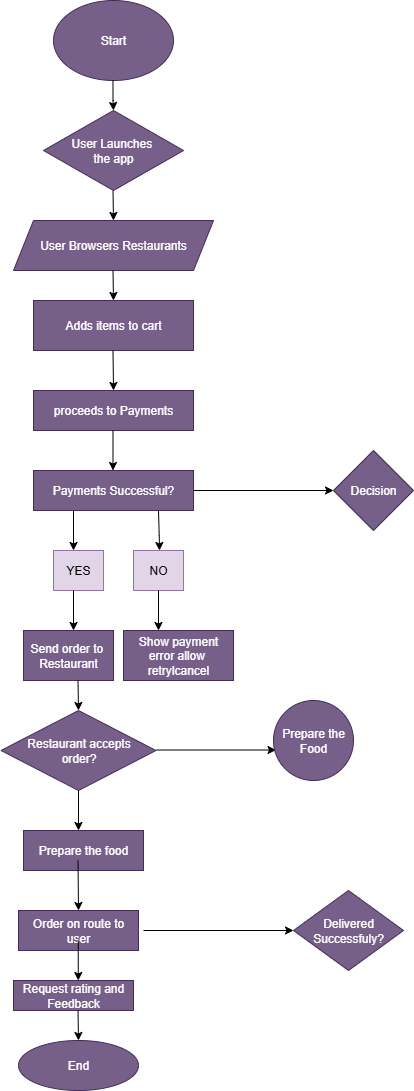 Start
User Launches
the app
User Browsers Restaurants
Adds items to cart
proceeds to Payments
Payments Successful?
Decision
YES
NO
Send order to
Restaurant
Show payment
error allow
retrylcancel
Restaurant accepts
order?
Prepare the
Food
Prepare the food
Order on route to
user
Delivered
Successfuly?
Request rating and
Feedback
End